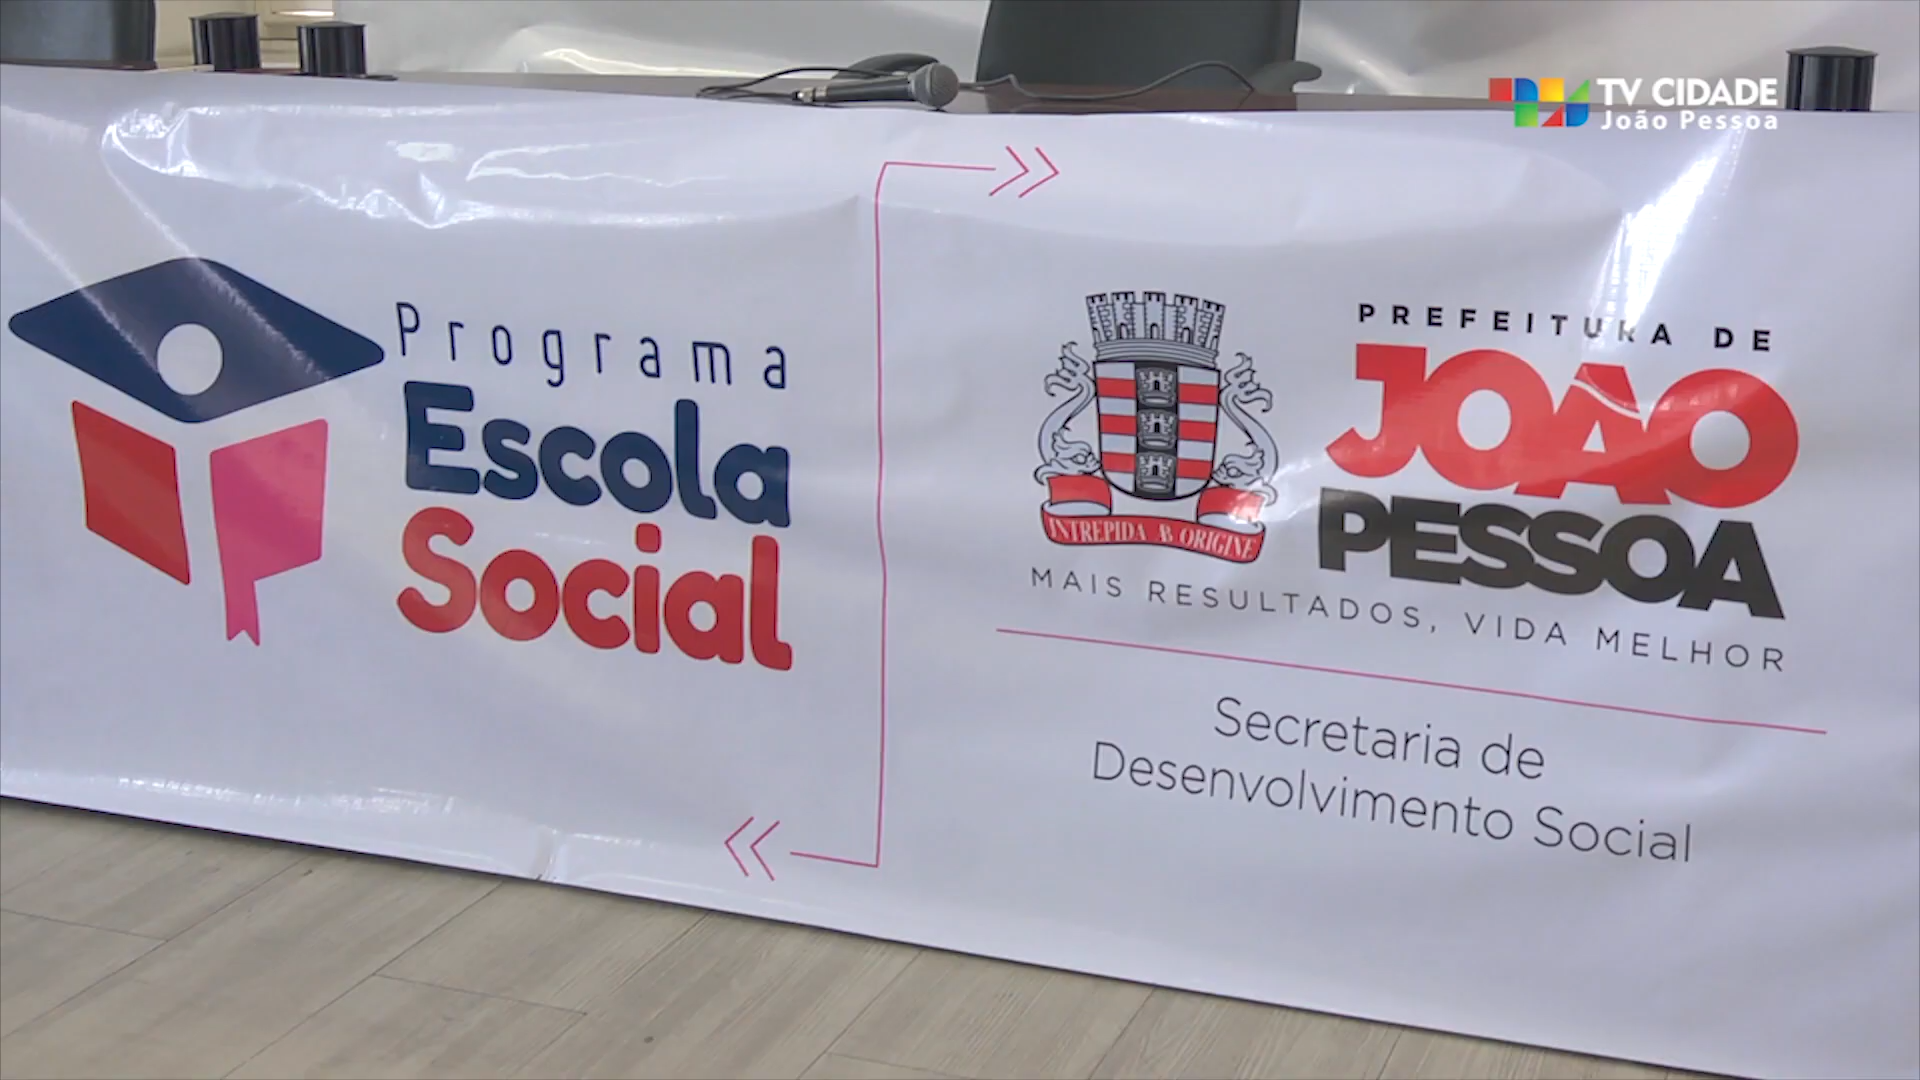 TV CIDADE
João Pessoa
Programa
Escola
Social
PREFEITURA DE
JOÃO
PESSOA
INTREPIDA AB ORIGINE
MAIS RESULTADOS, VIDA MELHOR
Secretaria de
Desenvolvimento Social